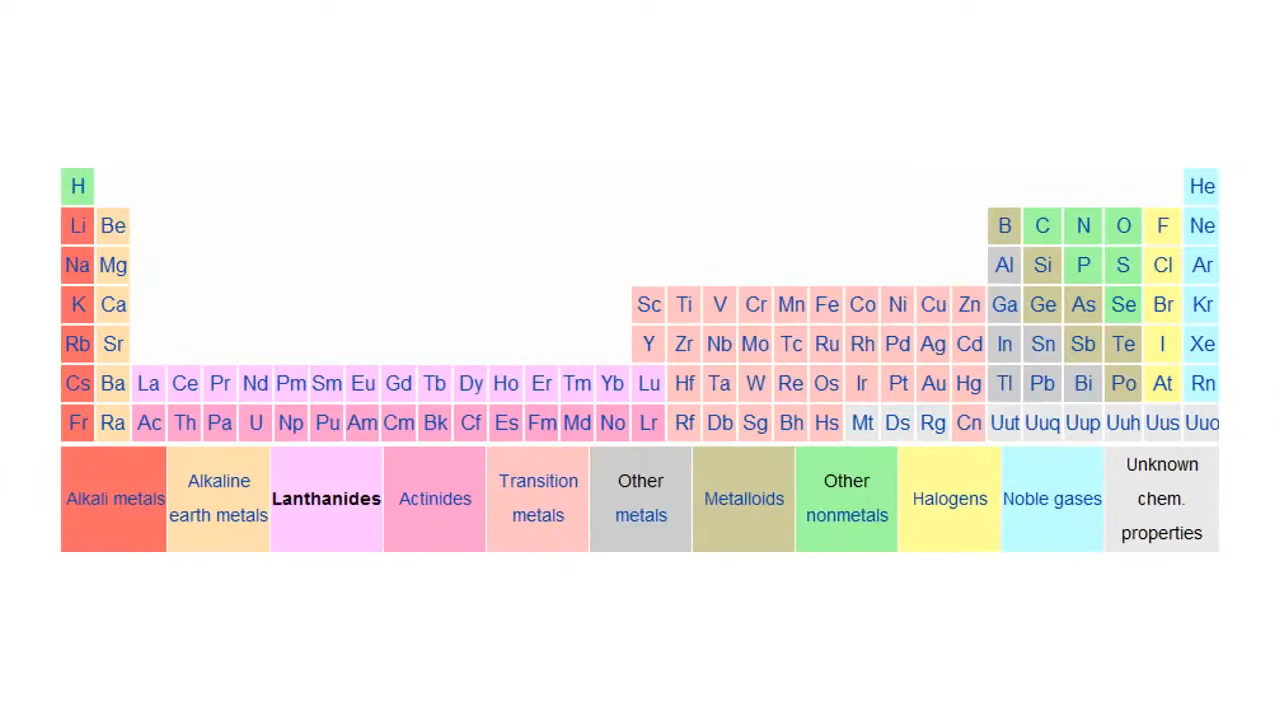 H He
Li Be B C N O F Ne
Na Mg Al Si P S Cl Ar
K Ca Sc Ti V Cr Mn Fe Co Ni Cu Zn Ga Ge As Se Br Kr
Rb Sr Y Zr Nb Mo Tc Ru Rh Pd Ag Cd In Sn Sb Te I Xe
Cs Ba La Ce Pr Nd Pm Sm Eu Gd Tb Dy Ho Er Tm Yb Lu Hf Ta W Re Os Ir Pt Au Hg Tl Pb Bi Po At Rn
Fr Ra Ac Th Pa U Np Pu Am Cm Bk Cf Es Fm Md No Lr Rf Db Sg Bh Hs Mt Ds Rg Cn Uut Uuq Uup Uuh Uus Uuo
Alkali metals
Alkaline
earth metals
Lanthanides
Actinides
Transition
metals
Other
metals
Metalloids
Other
nonmetals
Halogens
Noble gases
Unknown
chem.
properties